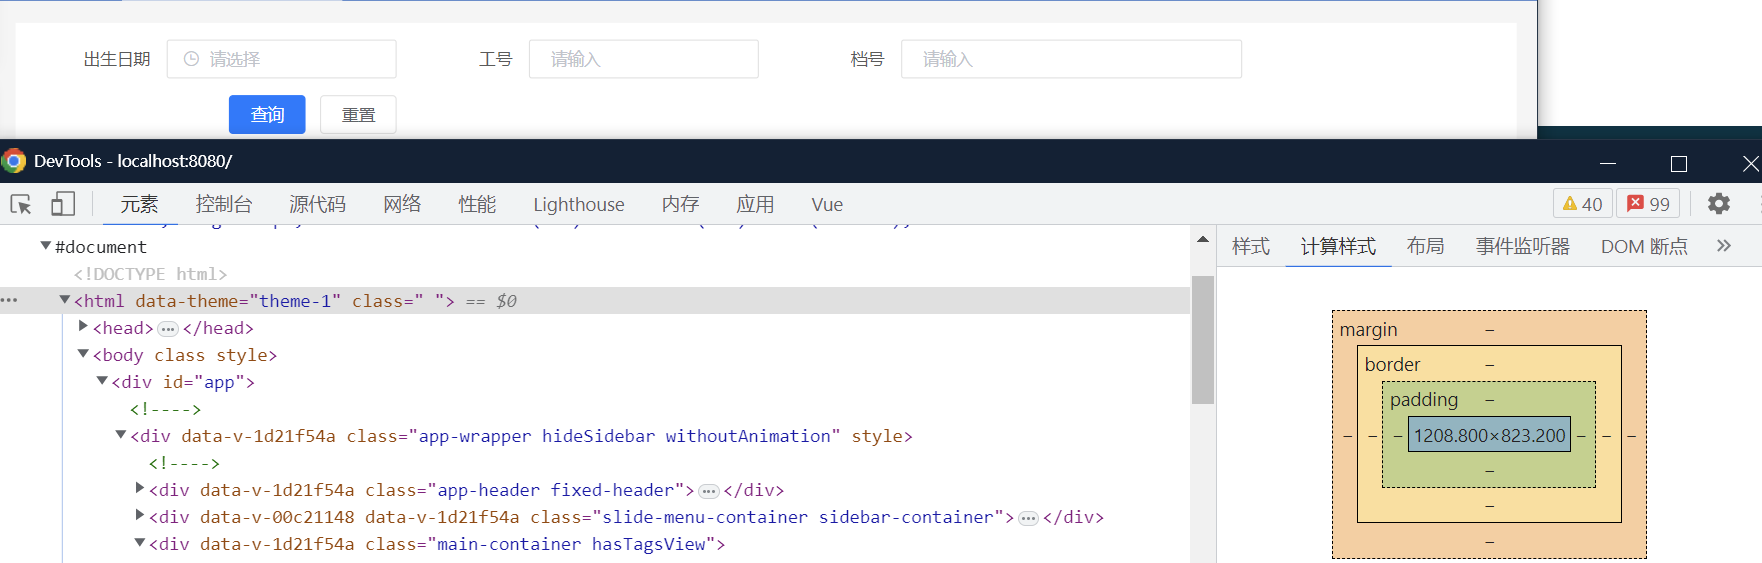 出生日期 请选择 工号 请输入 档号 请输入
查询 重置
DevTools - localhost:8080/
元素 控制台 源代码 网络 性能 Lighthouse 内存 应用 Vue 40 99
#document
<!DOCTYPE html>
<html data-theme="theme-1" class=" "> == $0
<head> ··· </head>
<body class style>
<div id="app">
<!---->
<div data-v-1d21f54a class="app-wrapper hideSidebar withoutAnimation" style>
<!---->
<div data-v-1d21f54a class="app-header fixed-header"> ··· </div>
<div data-v-00c21148 data-v-1d21f54a class="slide-menu-container sidebar-container"> ··· </div>
<div data-v-1d21f54a class="main-container hasTagsView">
样式 计算样式 布局 事件监听器 DOM 断点 »
margin –
border –
padding –
– – – 1208.800×823.200 – – –
–
–
–